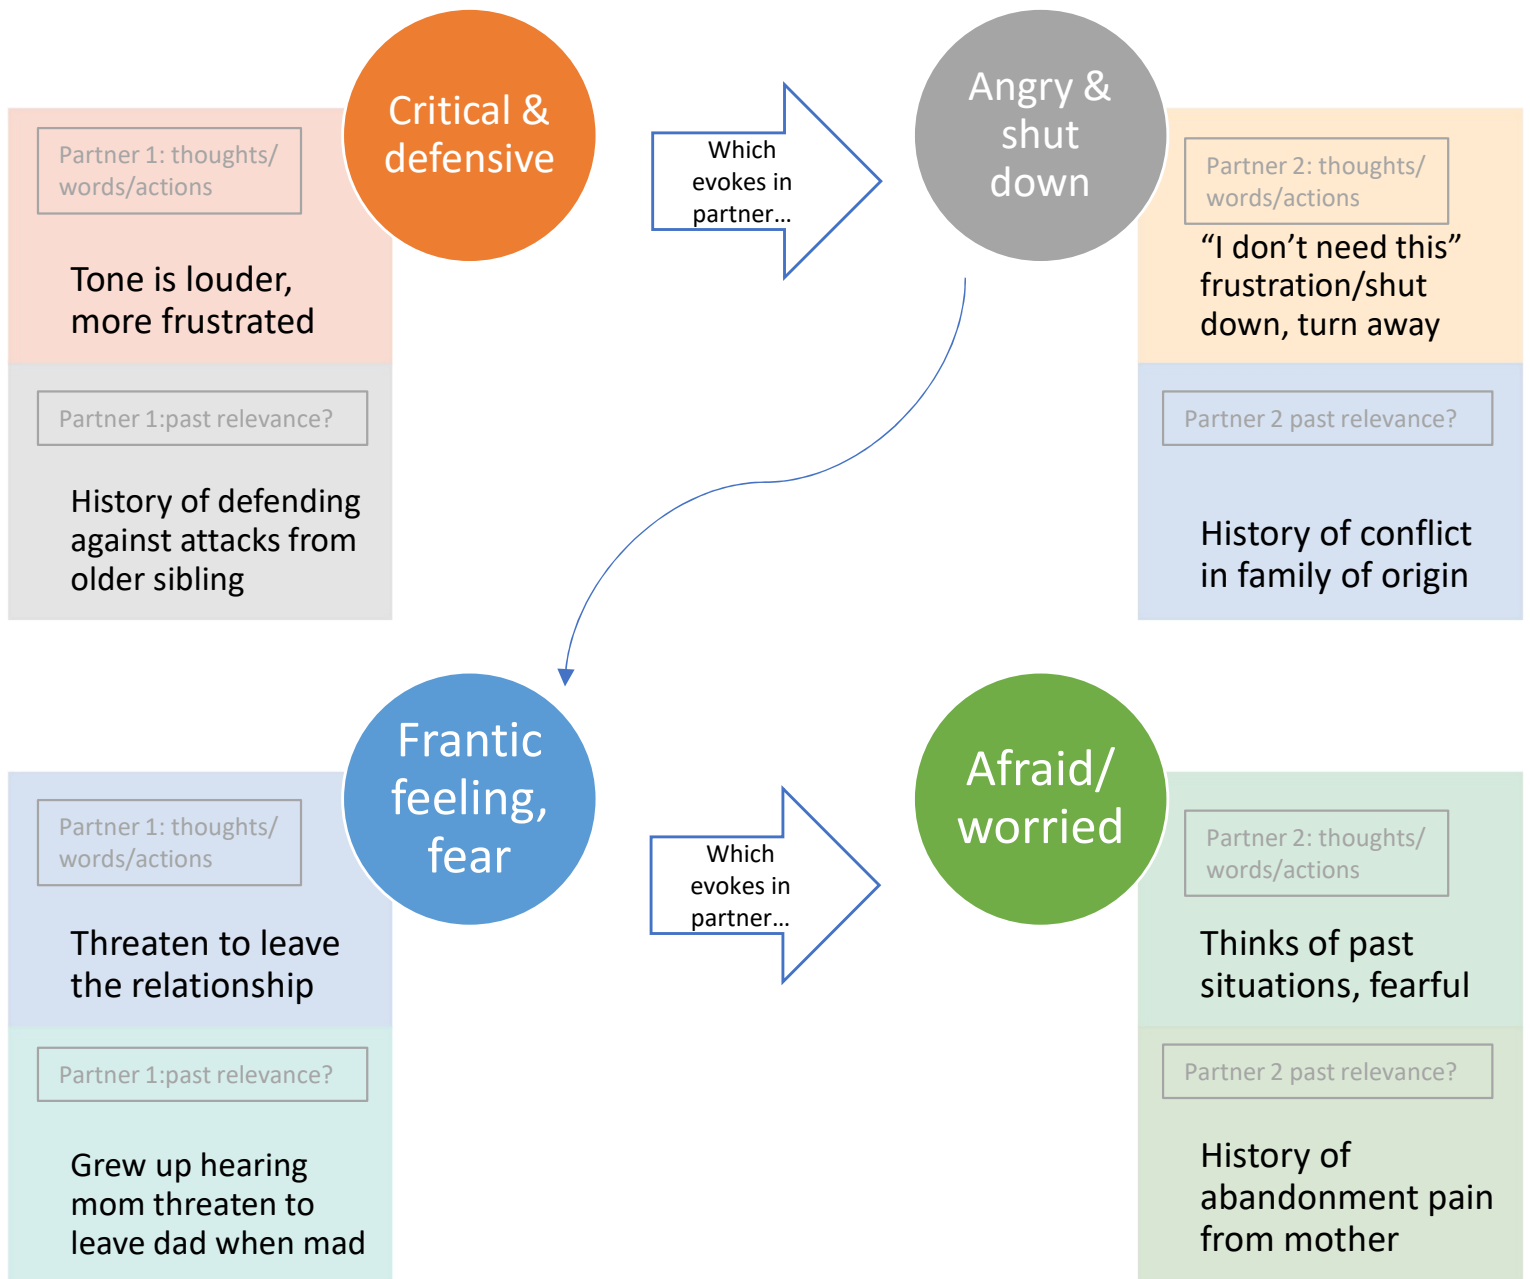 Critical &
defensive
Partner 1: thoughts/
words/actions
Tone is louder,
more frustrated
Partner 1:past relevance?
History of defending
against attacks from
older sibling
Which
evokes in
partner…
Angry &
shut
down
Partner 2: thoughts/
words/actions
“I don’t need this”
frustration/shut
down, turn away
Partner 2 past relevance?
History of conflict
in family of origin
Frantic
feeling,
fear
Partner 1: thoughts/
words/actions
Threaten to leave
the relationship
Partner 1:past relevance?
Grew up hearing
mom threaten to
leave dad when mad
Which
evokes in
partner…
Afraid/
worried
Partner 2: thoughts/
words/actions
Thinks of past
situations, fearful
Partner 2 past relevance?
History of
abandonment pain
from mother